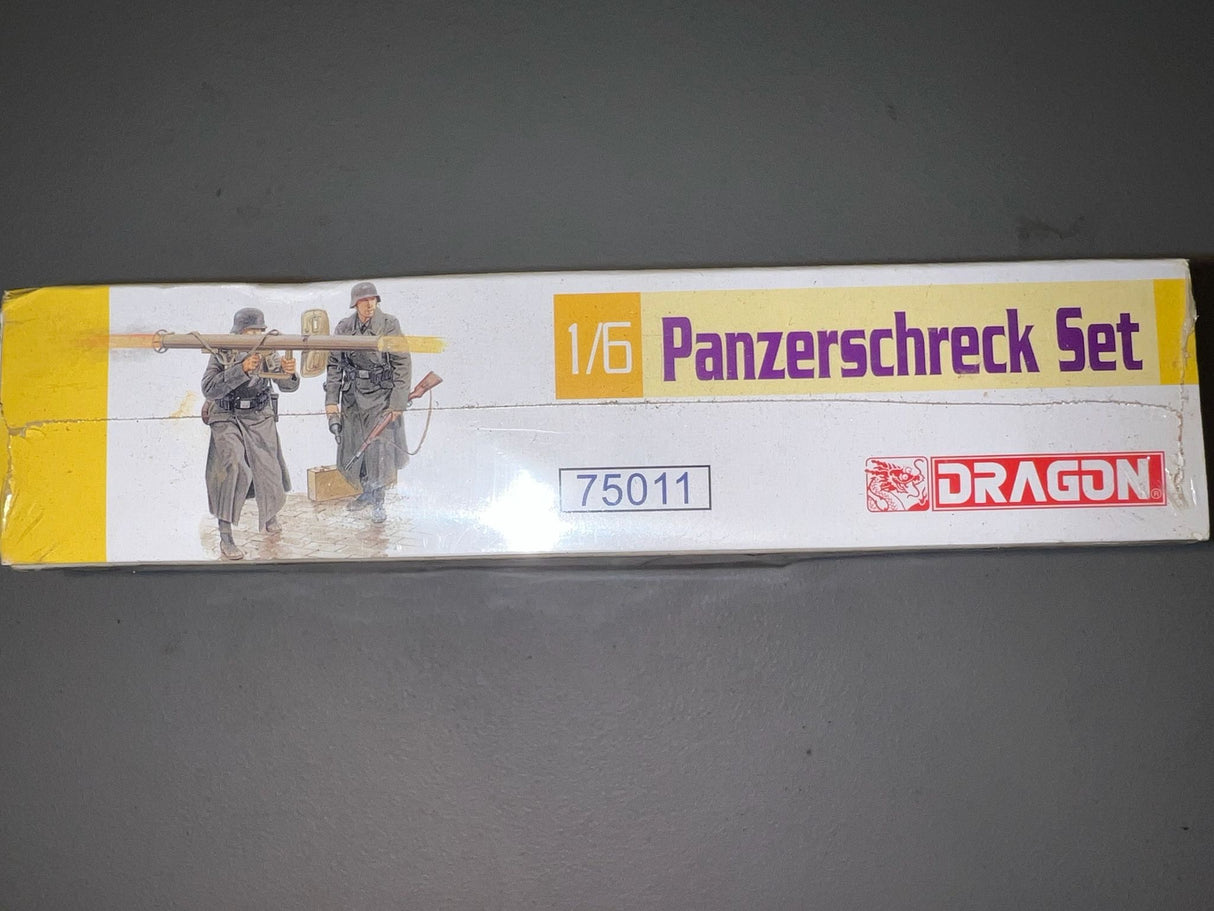 1/6 Panzerschreck Set
75011
DRAGON®